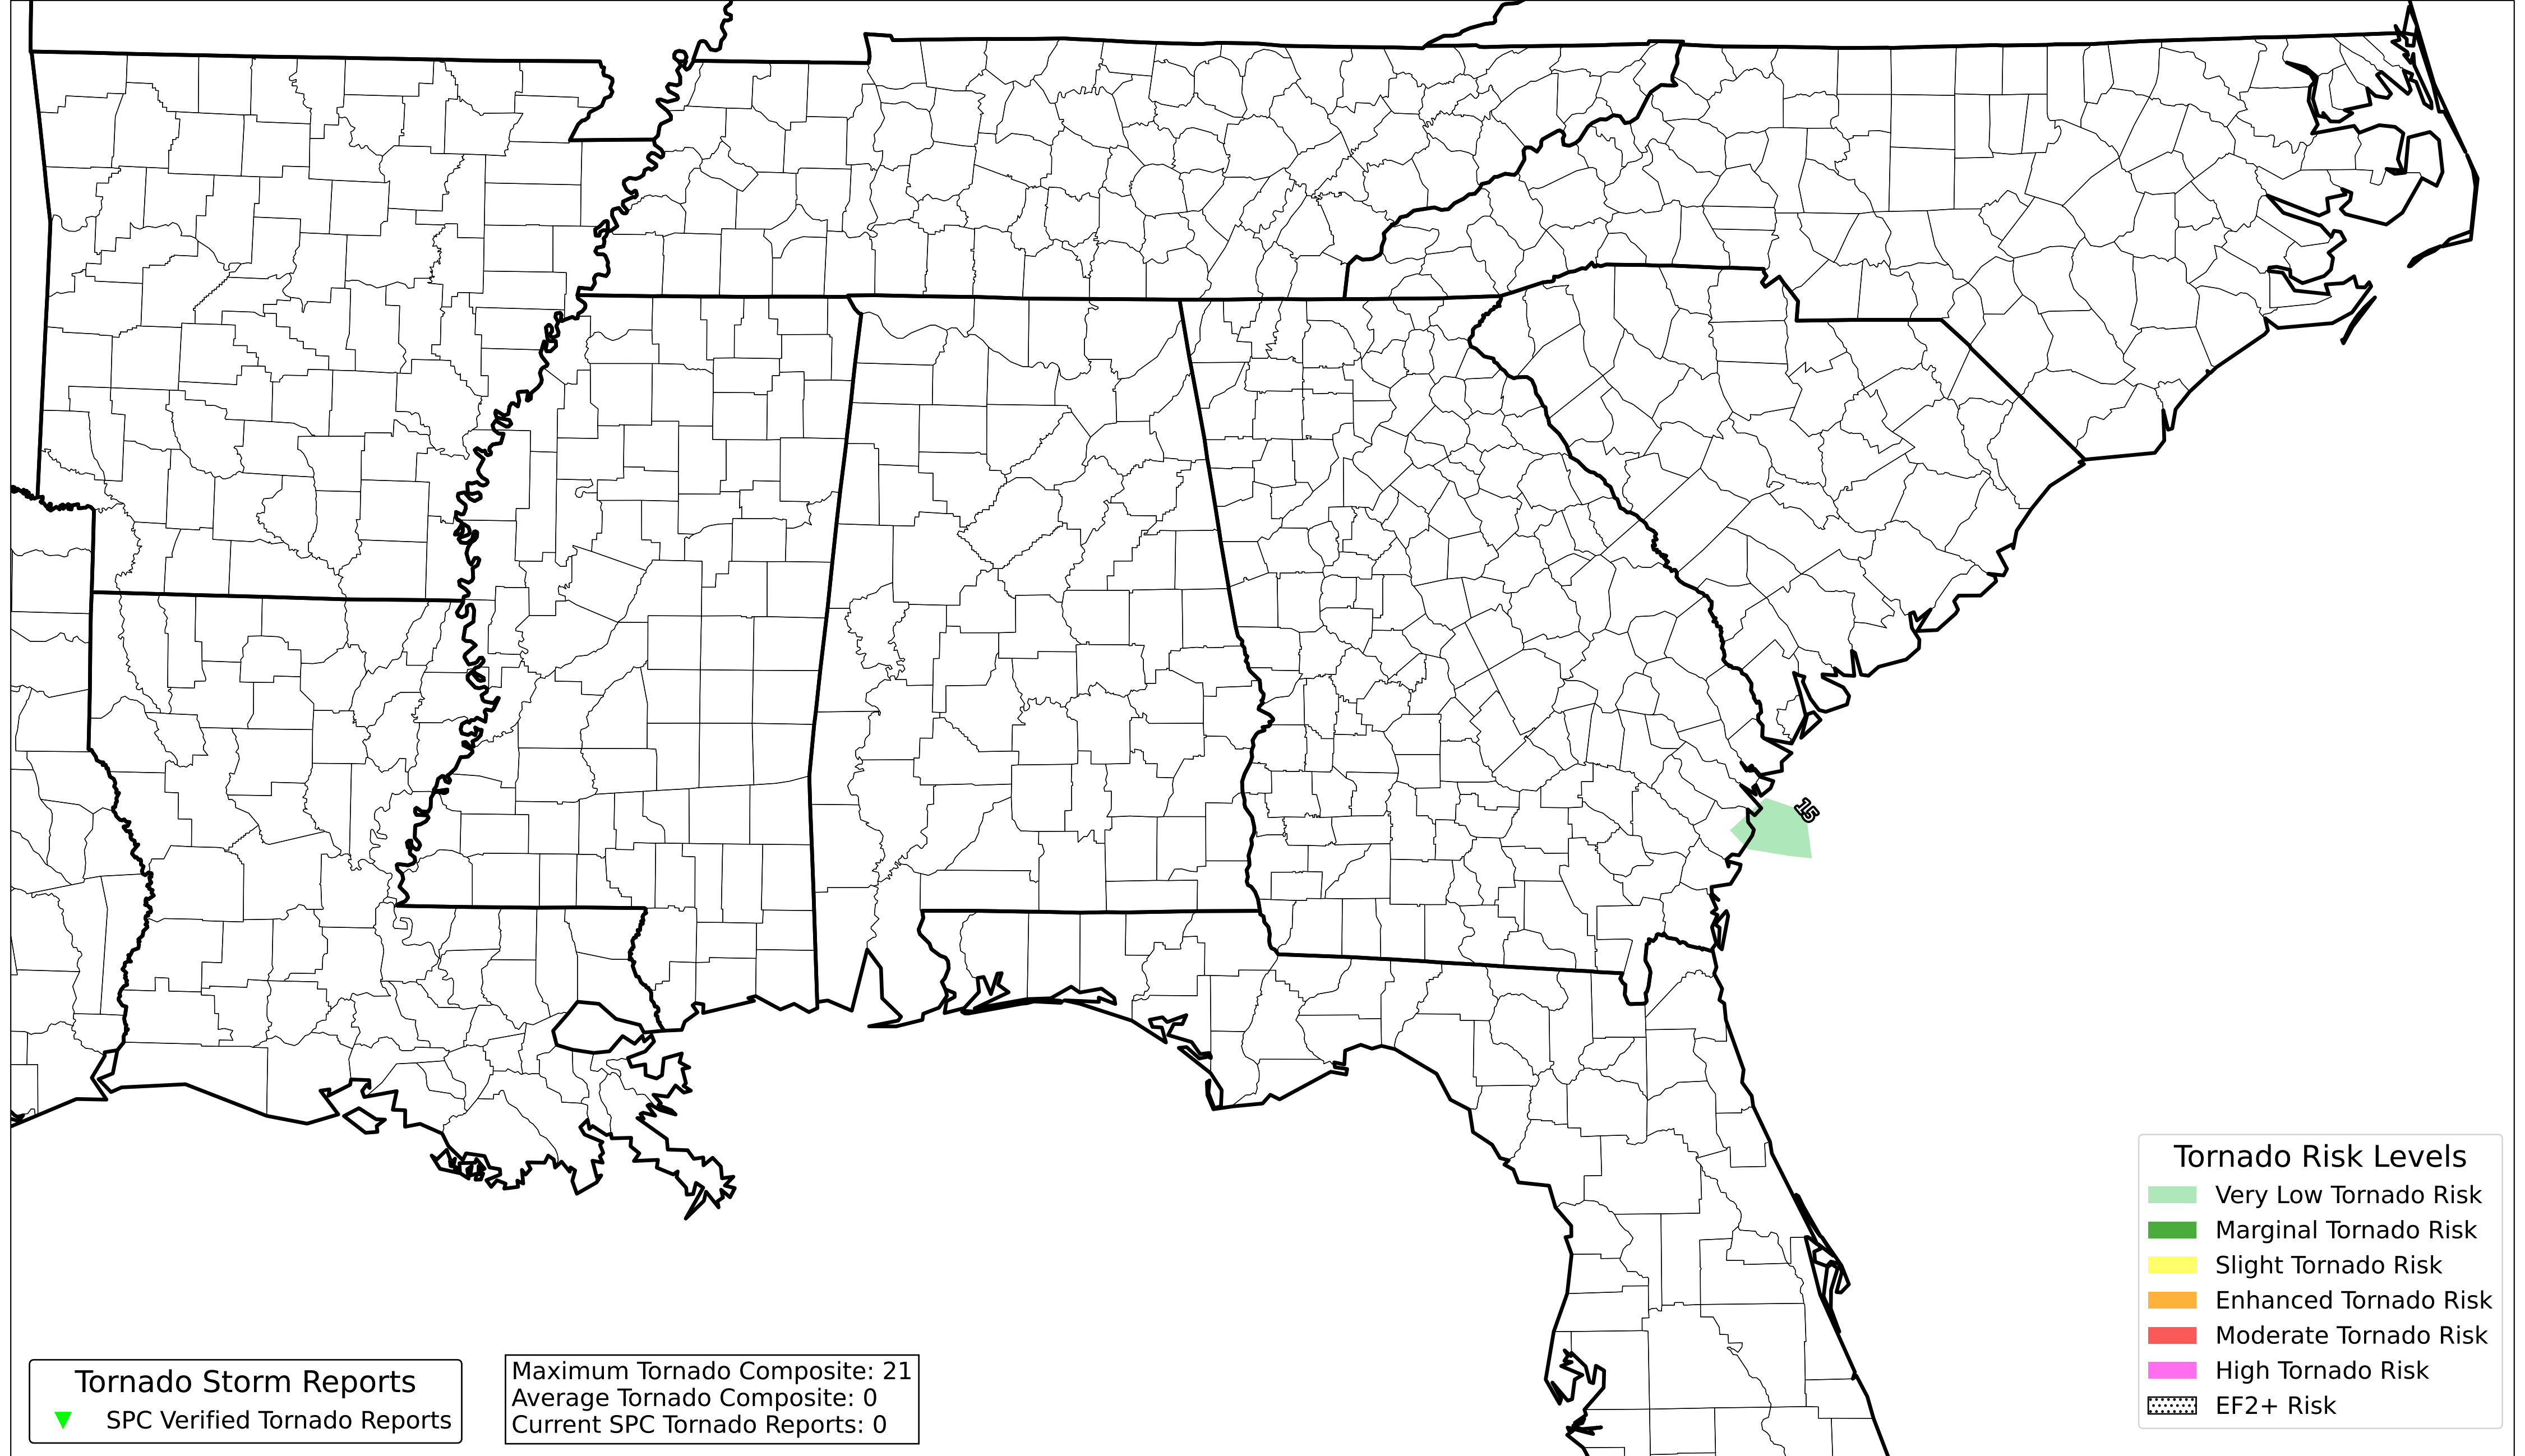 15
Tornado Risk Levels
Very Low Tornado Risk
Marginal Tornado Risk
Slight Tornado Risk
Enhanced Tornado Risk
Moderate Tornado Risk
High Tornado Risk
EF2+ Risk
Tornado Storm Reports
SPC Verified Tornado Reports
Maximum Tornado Composite: 21
Average Tornado Composite: 0
Current SPC Tornado Reports: 0